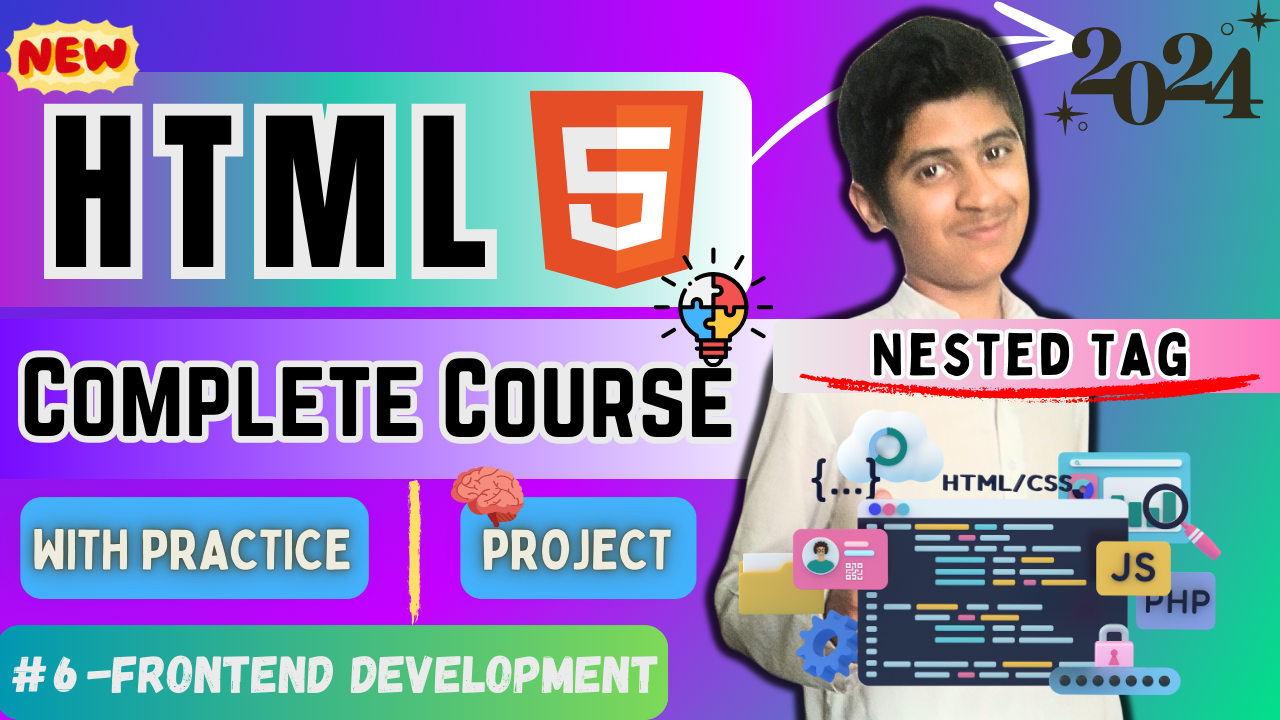 NEW
2024
HTML
5
COMPLETE COURSE
NESTED TAG
{...}
HTML/CSS
WITH PRACTICE
PROJECT
JS
PHP
#6-FRONTEND DEVELOPMENT